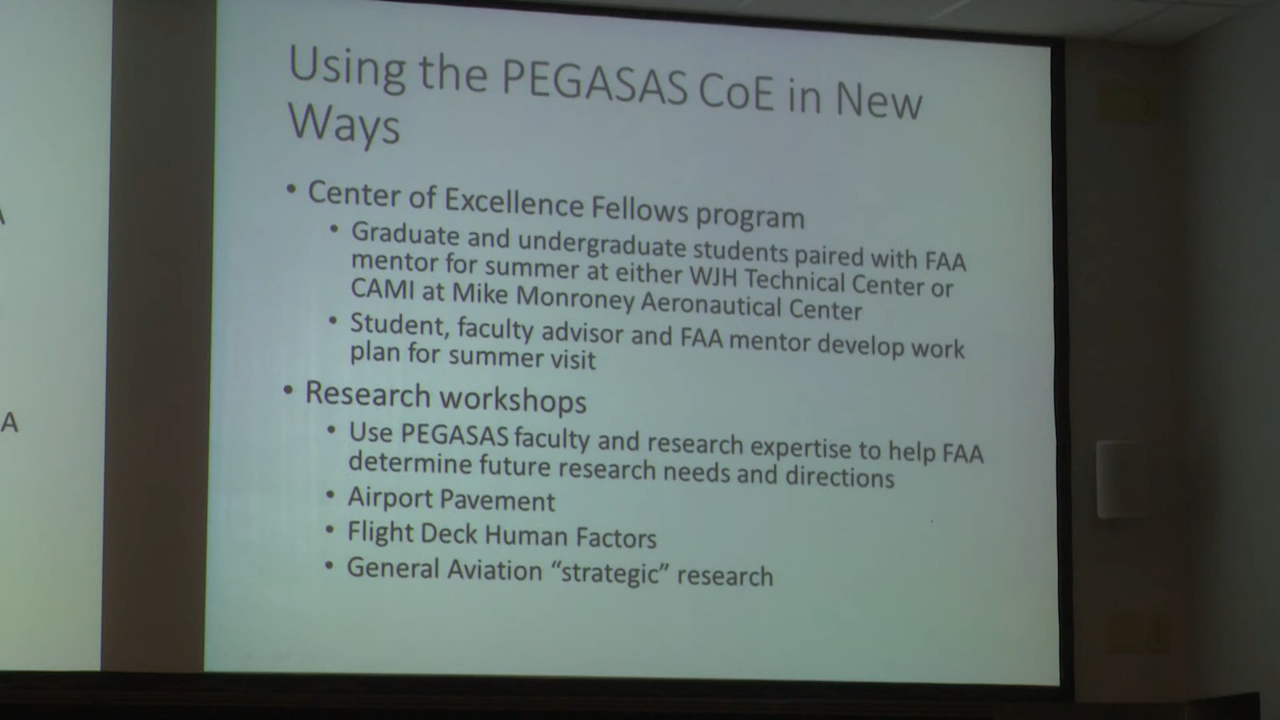 Using the PEGASAS CoE in New
Ways
• Center of Excellence Fellows program
• Graduate and undergraduate students paired with FAA
mentor for summer at either WJH Technical Center or
CAMI at Mike Monroney Aeronautical Center
• Student, faculty advisor and FAA mentor develop work
plan for summer visit
• Research workshops
• Use PEGASAS faculty and research expertise to help FAA
determine future research needs and directions
• Airport Pavement
• Flight Deck Human Factors
• General Aviation “strategic” research
A
A